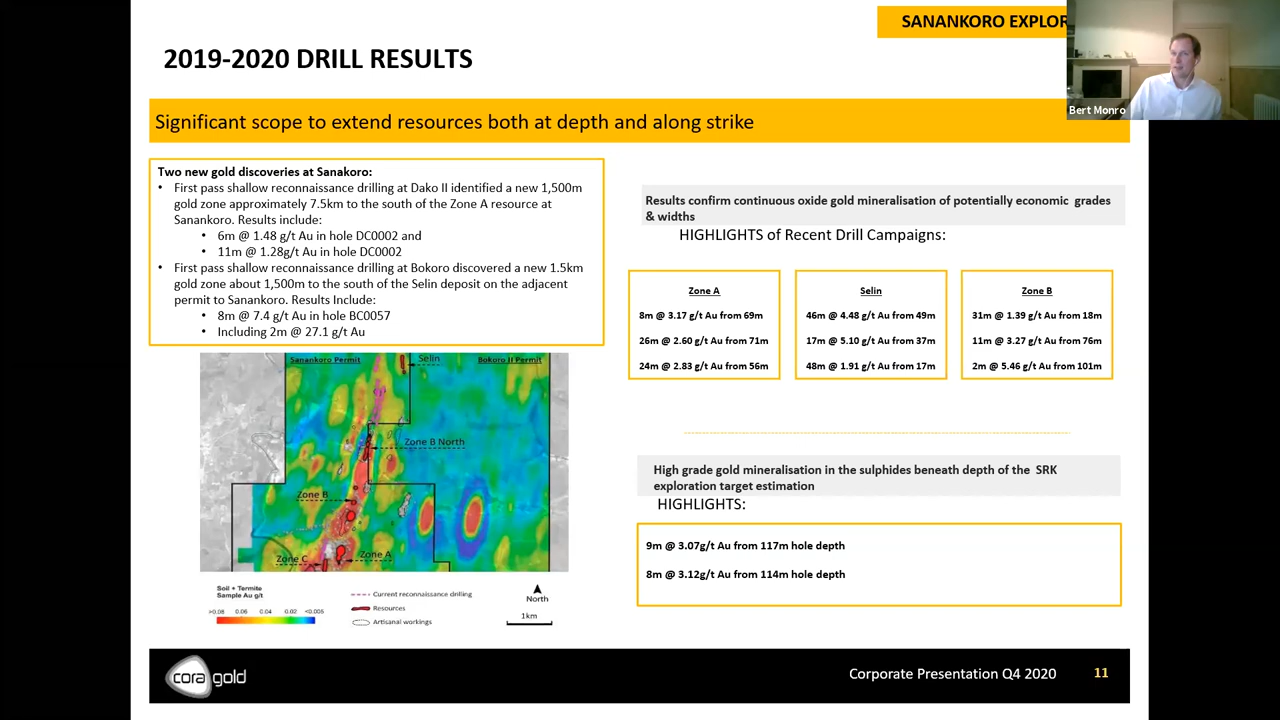 SANANKORO EXPLOR
Bert Monro
2019-2020 DRILL RESULTS
Significant scope to extend resources both at depth and along strike
Two new gold discoveries at Sanakoro:
• First pass shallow reconnaissance drilling at Dako II identified a new 1,500m
gold zone approximately 7.5km to the south of the Zone A resource at
Sanankoro. Results include:
• 6m @ 1.48 g/t Au in hole DC0002 and
• 11m @ 1.28g/t Au in hole DC0002
• First pass shallow reconnaissance drilling at Bokoro discovered a new 1.5km
gold zone about 1,500m to the south of the Selin deposit on the adjacent
permit to Sanankoro. Results Include:
• 8m @ 7.4 g/t Au in hole BC0057
• Including 2m @ 27.1 g/t Au
Sanankoro Permit
Selin
Bokoro II Permit
Zone B North
Zone B
Zone C
Zone A
Soil + Termite
Sample Au g/t
>0.08 0.06 0.04 0.02 <0.005
Current reconnaissance drilling
Resources
Artisanal workings
North
1km
Results confirm continuous oxide gold mineralisation of potentially economic grades
& widths
HIGHLIGHTS of Recent Drill Campaigns:
Zone A
8m @ 3.17 g/t Au from 69m
26m @ 2.60 g/t Au from 71m
24m @ 2.83 g/t Au from 56m
Selin
46m @ 4.48 g/t Au from 49m
17m @ 5.10 g/t Au from 37m
48m @ 1.91 g/t Au from 17m
Zone B
31m @ 1.39 g/t Au from 18m
11m @ 3.27 g/t Au from 76m
2m @ 5.46 g/t Au from 101m
High grade gold mineralisation in the sulphides beneath depth of the SRK
exploration target estimation
HIGHLIGHTS:
9m @ 3.07g/t Au from 117m hole depth
8m @ 3.12g/t Au from 114m hole depth
cora gold
Corporate Presentation Q4 2020
11